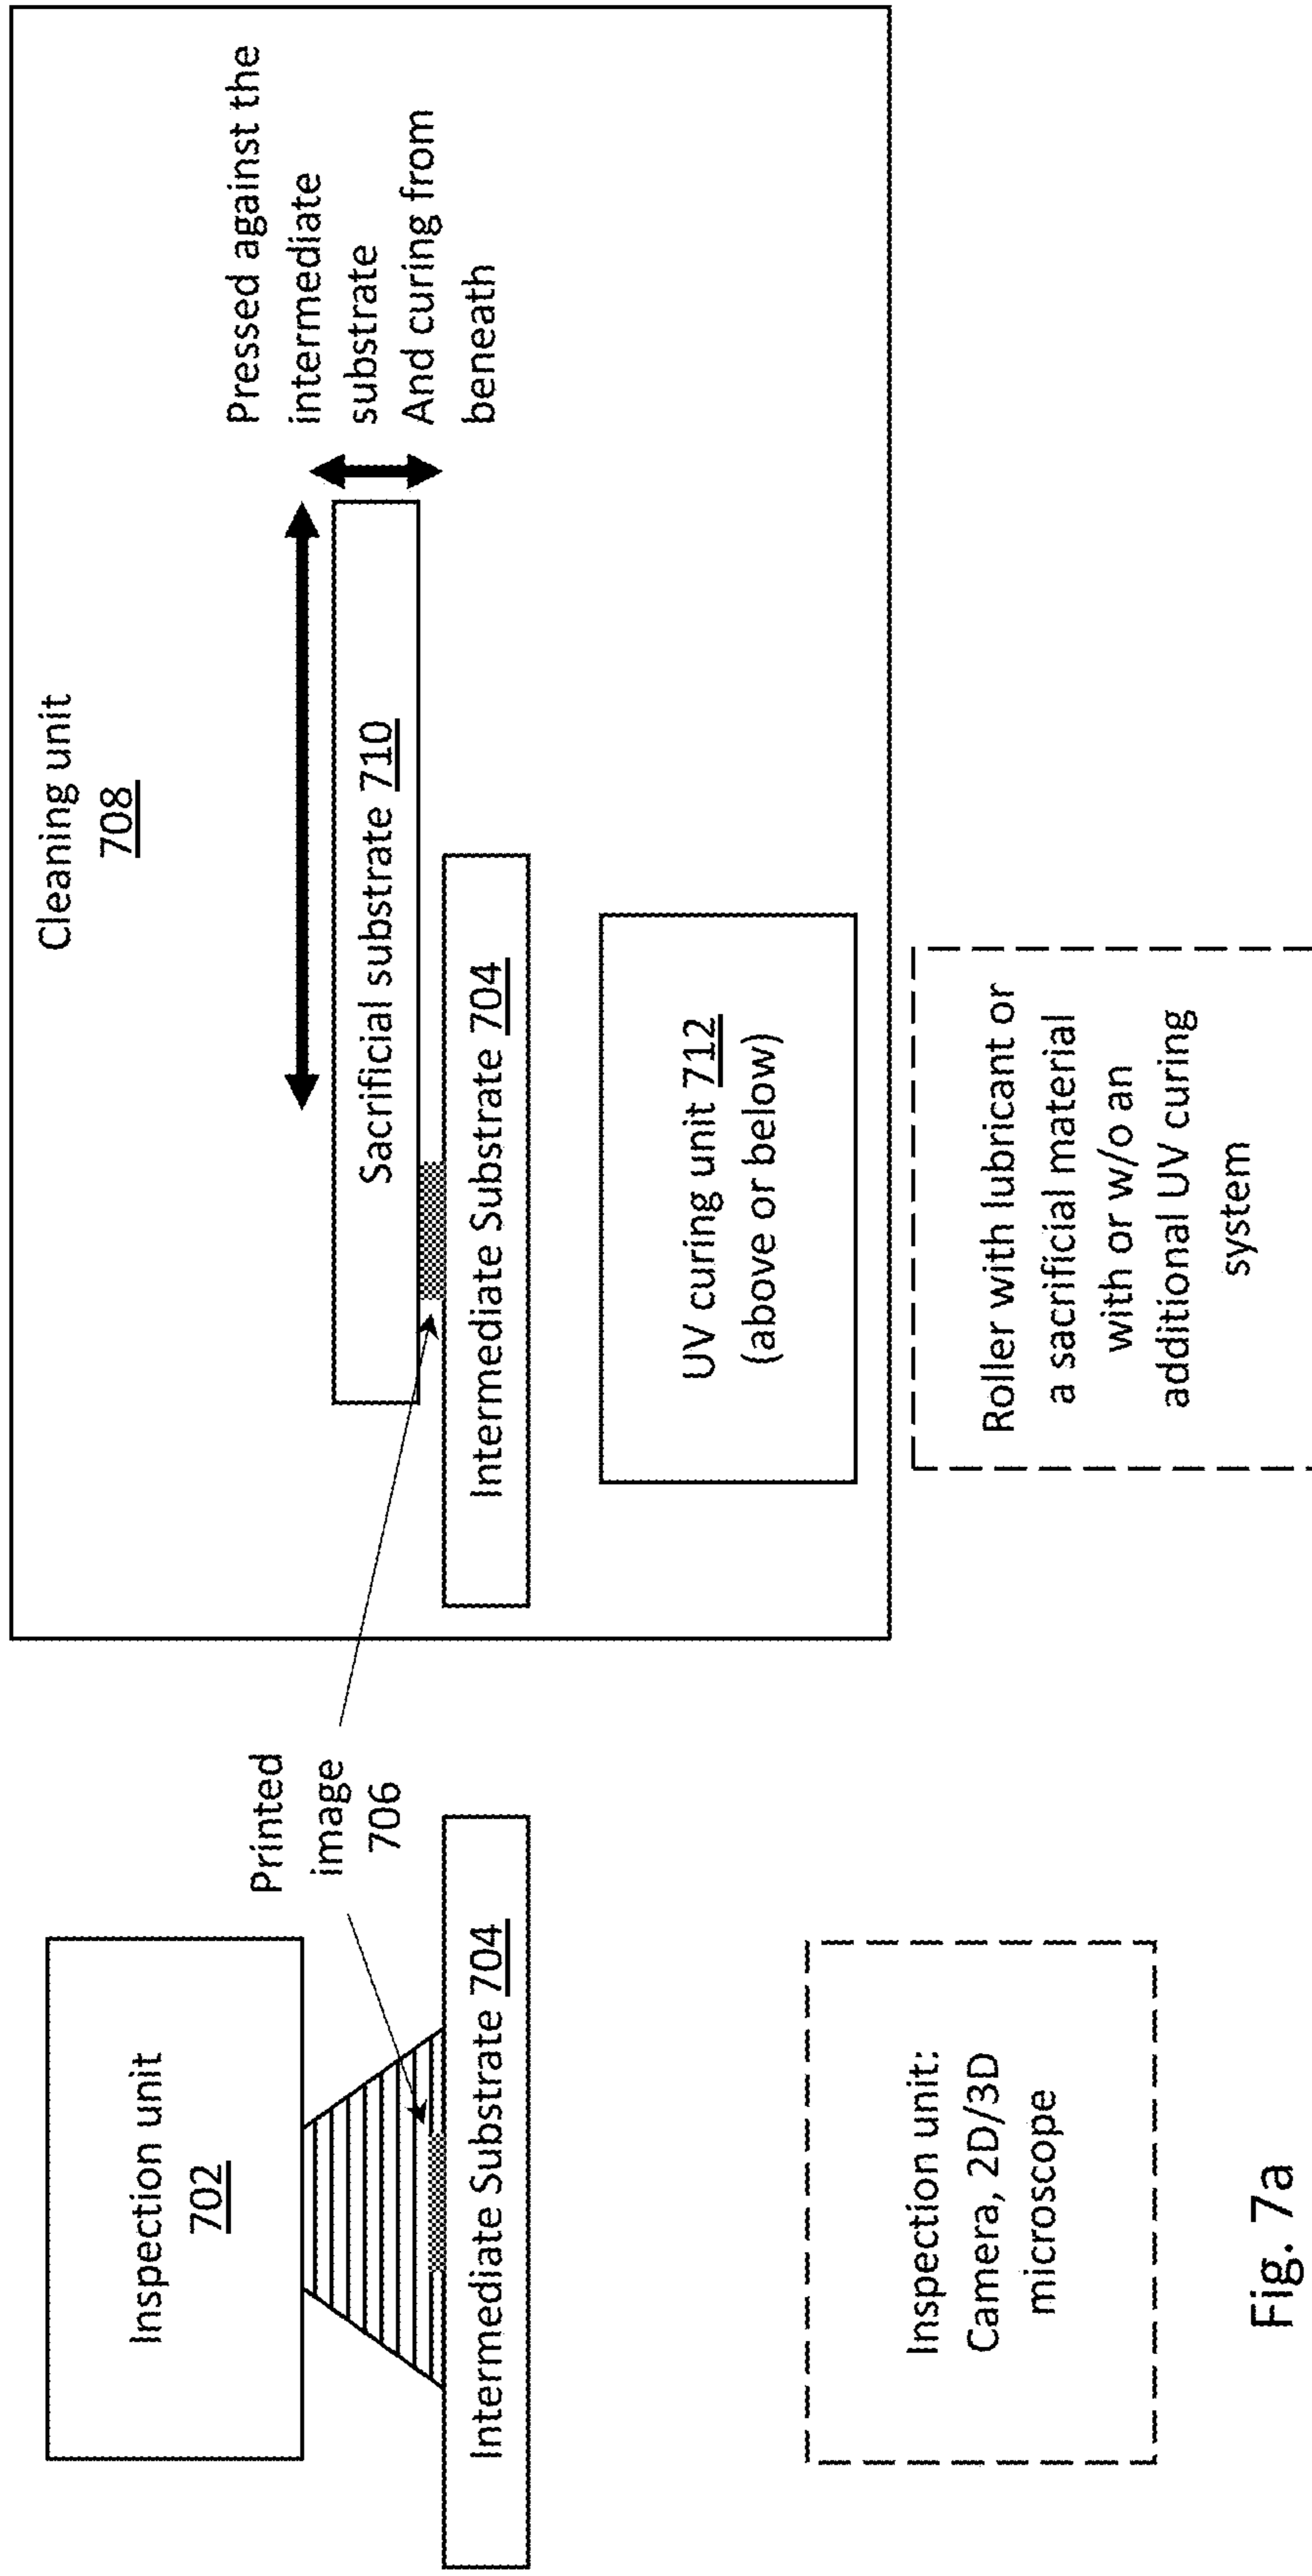 Inspection unit
702
Printed
image
706
Intermediate Substrate 704
Inspection unit:
Camera, 2D/3D
microscope
Cleaning unit
708
Pressed against the
intermediate
substrate
And curing from
beneath
Sacrificial substrate 710
Intermediate Substrate 704
UV curing unit 712
(above or below)
Roller with lubricant or
a sacrificial material
with or w/o an
additional UV curing
system
Fig. 7a